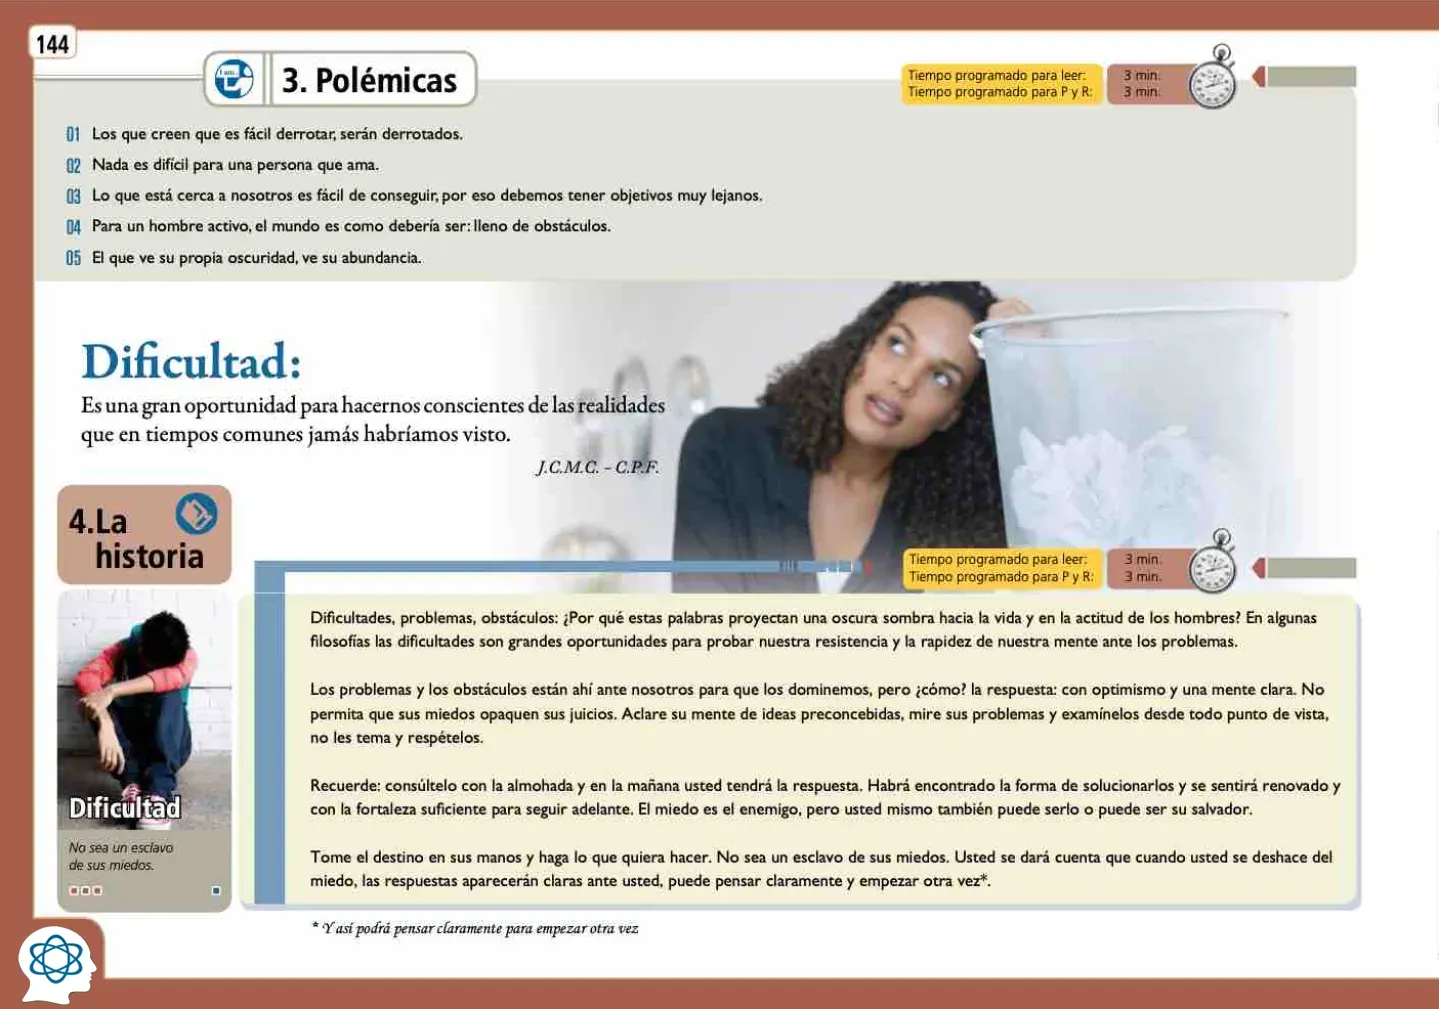 144
3. Polémicas
Tiempo programado para leer: 3 min.
Tiempo programado para P y R: 3 min.
01 Los que creen que es fácil derrotar, serán derrotados.
02 Nada es difícil para una persona que ama.
03 Lo que está cerca a nosotros es fácil de conseguir, por eso debemos tener objetivos muy lejanos.
04 Para un hombre activo, el mundo es como debería ser: lleno de obstáculos.
05 El que ve su propia oscuridad, ve su abundancia.
Dificultad:
Es una gran oportunidad para hacernos conscientes de las realidades
que en tiempos comunes jamás habríamos visto.
J.C.M.C. - C.P.F.
4. La
historia
Tiempo programado para leer: 3 min.
Tiempo programado para P y R: 3 min.
Dificultad
No sea un esclavo
de sus miedos.
Dificultades, problemas, obstáculos: ¿Por qué estas palabras proyectan una oscura sombra hacia la vida y en la actitud de los hombres? En algunas
filosofías las dificultades son grandes oportunidades para probar nuestra resistencia y la rapidez de nuestra mente ante los problemas.
Los problemas y los obstáculos están ahí ante nosotros para que los dominemos, pero ¿cómo? la respuesta: con optimismo y una mente clara. No
permita que sus miedos opaquen sus juicios. Aclare su mente de ideas preconcebidas, mire sus problemas y examínelos desde todo punto de vista,
no les tema y respételos.
Recuerde: consúltelo con la almohada y en la mañana usted tendrá la respuesta. Habrá encontrado la forma de solucionarlos y se sentirá renovado y
con la fortaleza suficiente para seguir adelante. El miedo es el enemigo, pero usted mismo también puede serlo o puede ser su salvador.
Tome el destino en sus manos y haga lo que quiera hacer. No sea un esclavo de sus miedos. Usted se dará cuenta que cuando usted se deshace del
miedo, las respuestas aparecerán claras ante usted, puede pensar claramente y empezar otra vez*.
* Y así podrá pensar claramente para empezar otra vez